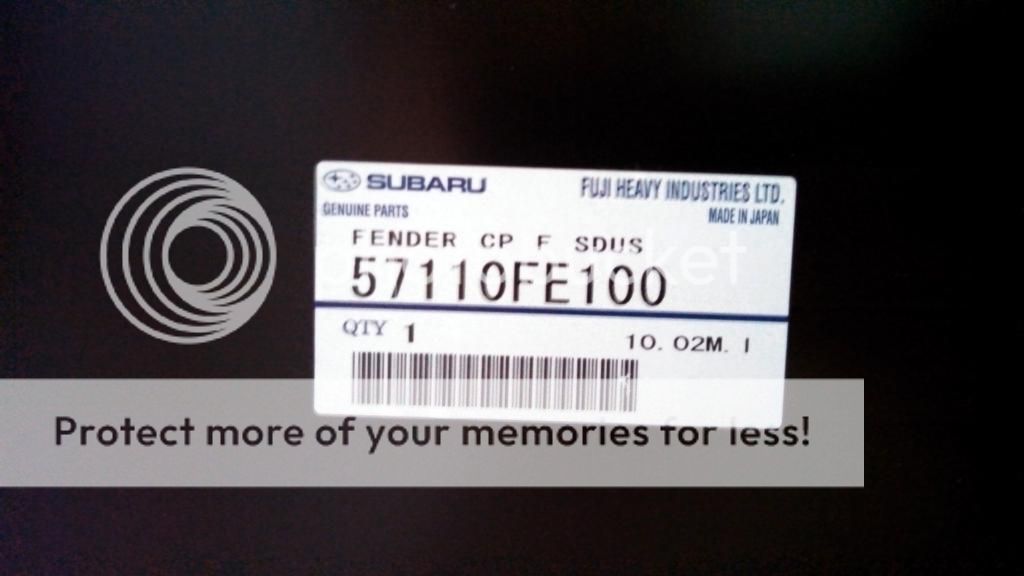 SUBARU
FUJI HEAVY INDUSTRIES LTD.
GENUINE PARTS
MADE IN JAPAN
FENDER CP F SDUS
57110FE100
QTY 1
10. 02M. I
Protect more of your memories for less!